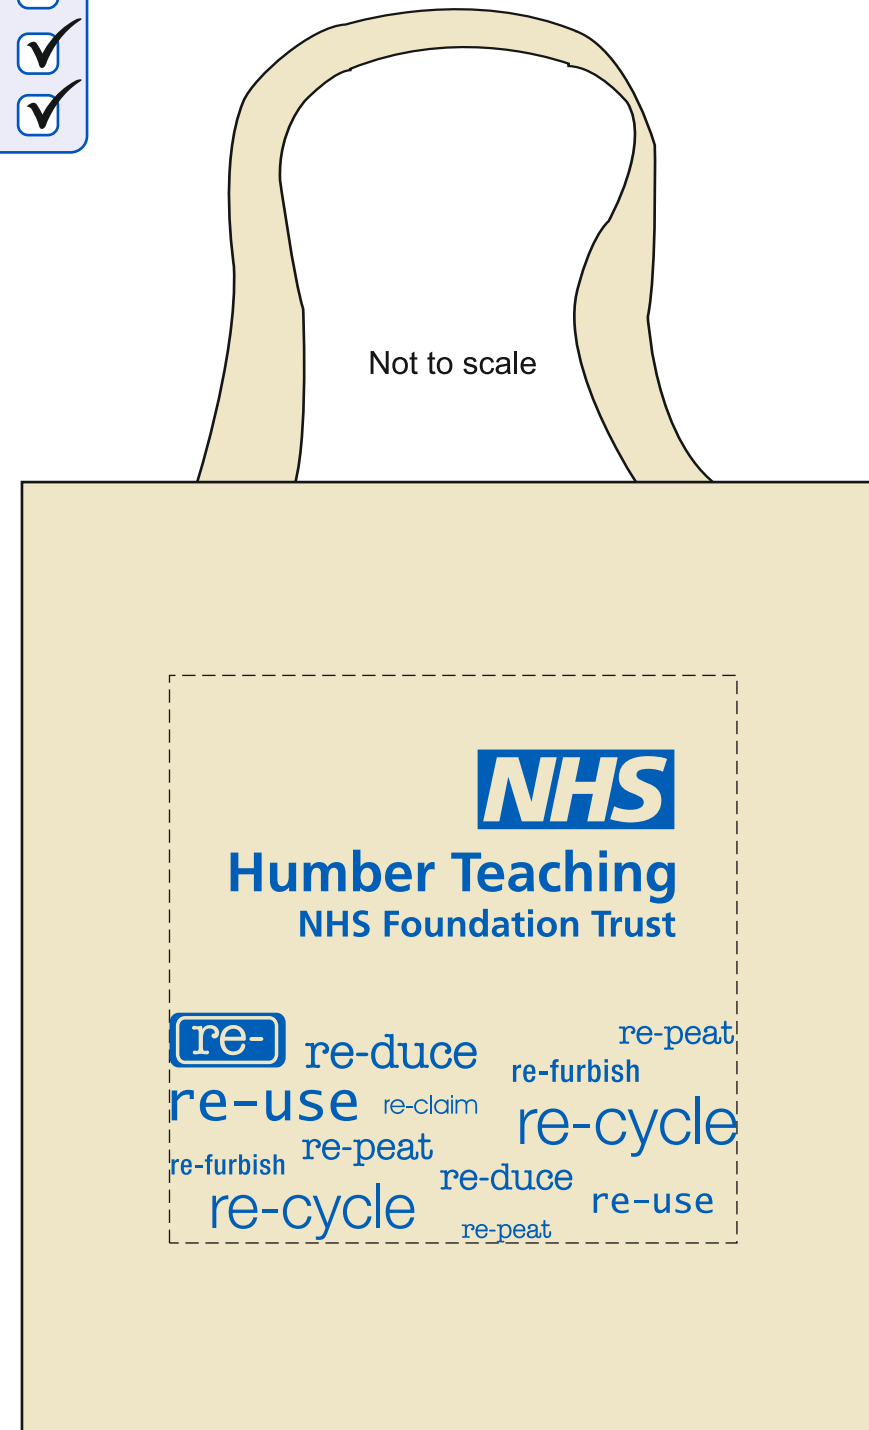 Not to scale
NHS
Humber Teaching
NHS Foundation Trust
re-
re-duce
re-peat
re-furbish
re-use
re-claim
re-cycle
re-peat
re-furbish
re-duce
re-cycle
re-use
re-peat